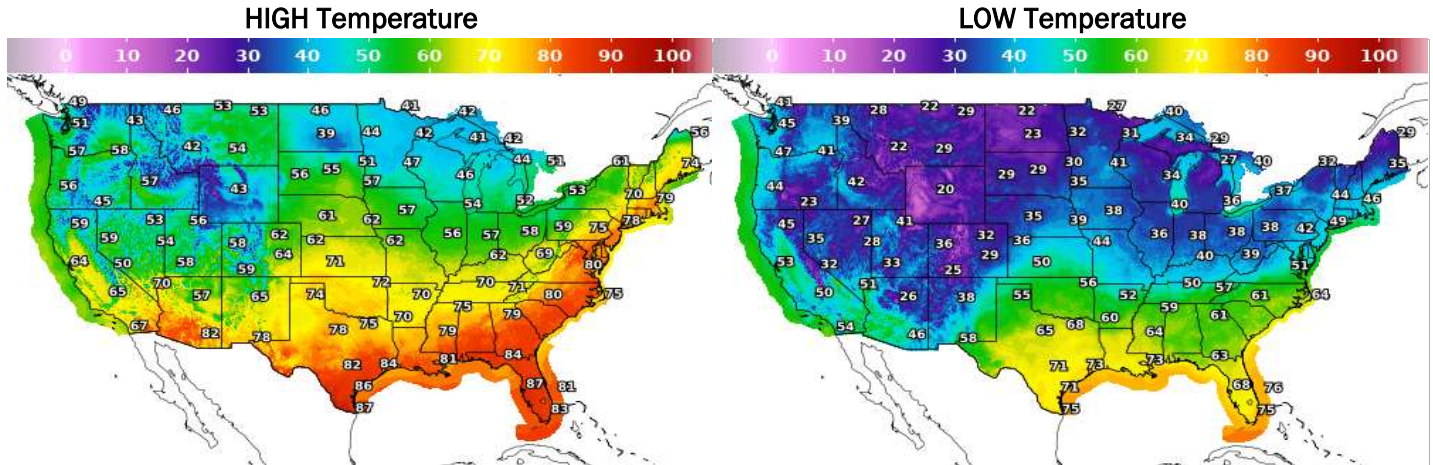 HIGH Temperature LOW Temperature
0 10 20 30 40 50 60 70 80 90 100 0 10 20 30 40 50 60 70 80 90 100
49 46 53 53 46 41 42 41 28 22 29 22 27 40
51 43 39 44 42 41 42 56 45 39 23 32 31 34 29 29
57 58 42 54 51 47 44 51 61 74 47 41 22 29 30 41 27 40 32 35
56 57 43 56 55 57 46 53 70 44 42 20 29 29 35 34 37 44
45 54 52 79 23 40 36 46
59 53 56 61 62 57 78 45 27 41 35 39 38 49
59 54 58 62 62 62 56 57 58 59 75 35 28 36 32 36 44 36 38 38 38 42
64 50 58 59 64 71 62 69 80 53 32 33 25 29 50 40 39 51
65 70 57 65 74 72 70 70 71 80 75 50 51 26 38 55 56 52 50 57 61 64
67 82 78 78 75 70 79 75 79 54 46 58 65 68 60 64 59 61
82 84 81 84 71 73 73 63
86 87 81 71 68 76
87 83 75 75